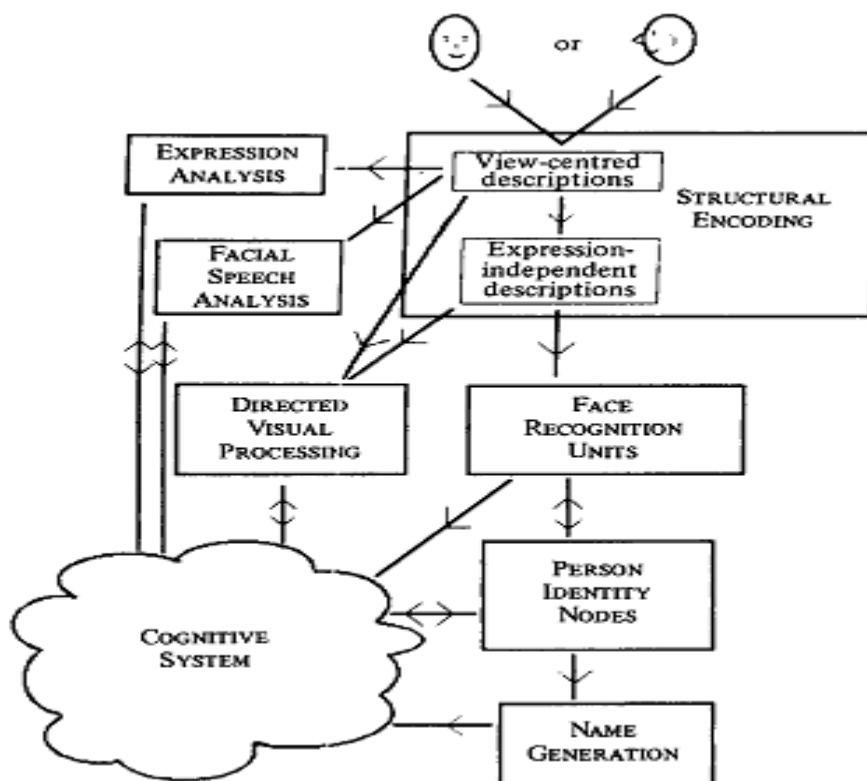 or
EXPRESSION
ANALYSIS
View-centred
descriptions
STRUCTURAL
ENCODING
FACIAL
SPEECH
ANALYSIS
Expression-
independent
descriptions
DIRECTED
VISUAL
PROCESSING
FACE
RECOGNITION
UNITS
PERSON
IDENTITY
NODES
COGNITIVE
SYSTEM
NAME
GENERATION